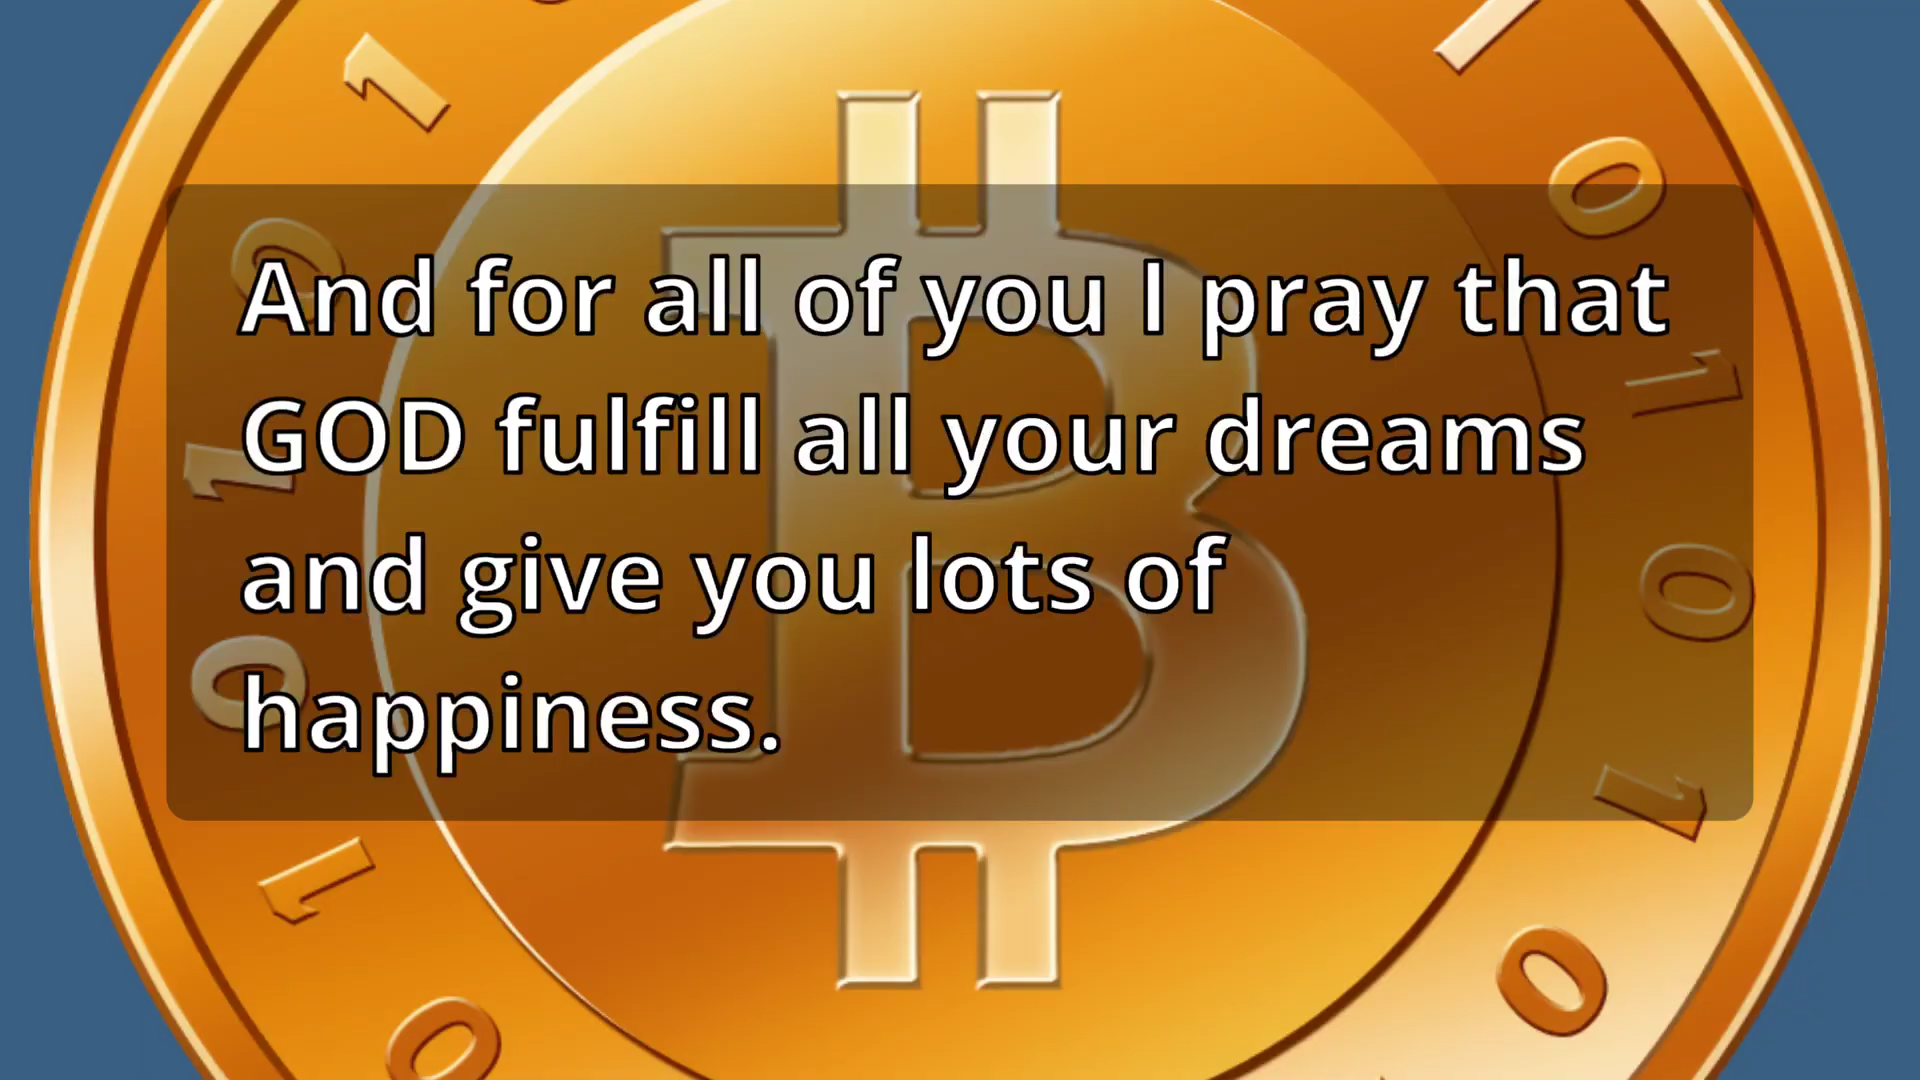 And for all of you I pray that
GOD fulfill all your dreams
and give you lots of
happiness.